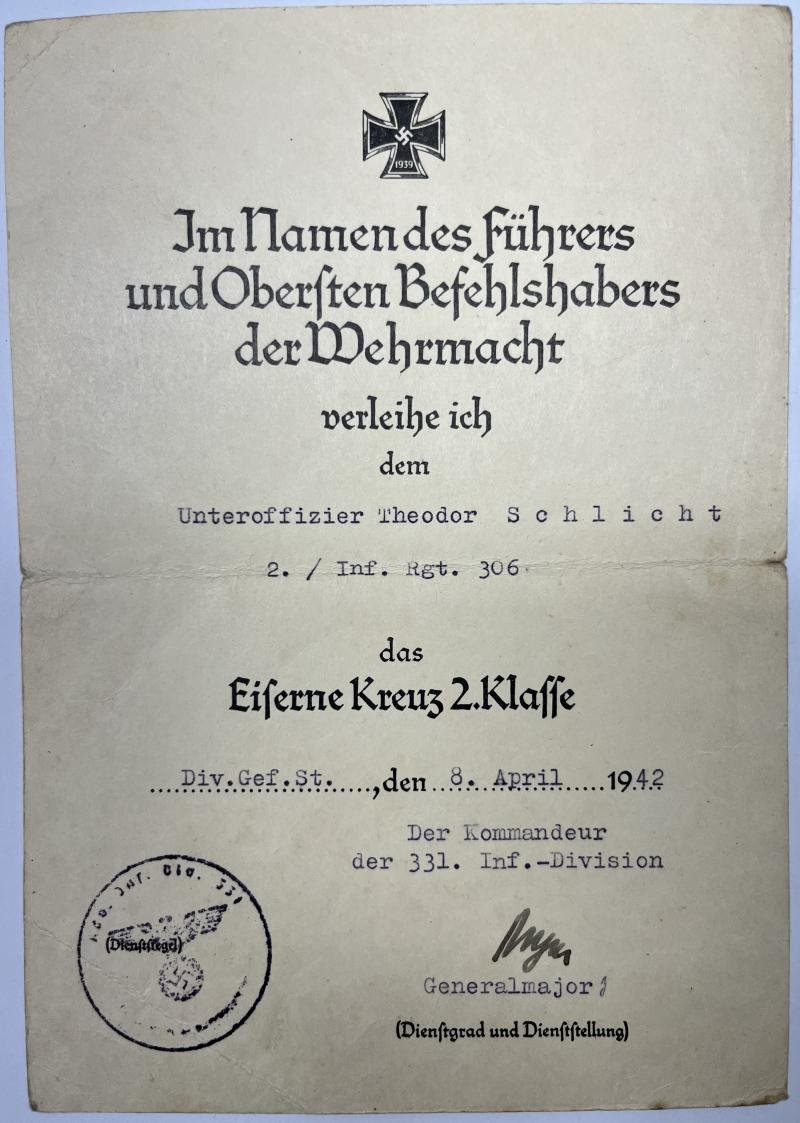 1939
Im Namen des Führers
und Oberſten Befehlshabers
der Wehrmacht
verleihe ich
dem
Unteroffizier Theodor S c h l i c h t
2. / Inf. Rgt. 306
das
Eiſerne Kreuz 2.Klaſſe
Div.Gef.St. , den 8. April 1942
Der Kommandeur
der 331. Inf.-Division
Inf. 331
(Dienſtſiegel)
Generalmajor
(Dienſtgrad und Dienſtſtellung)